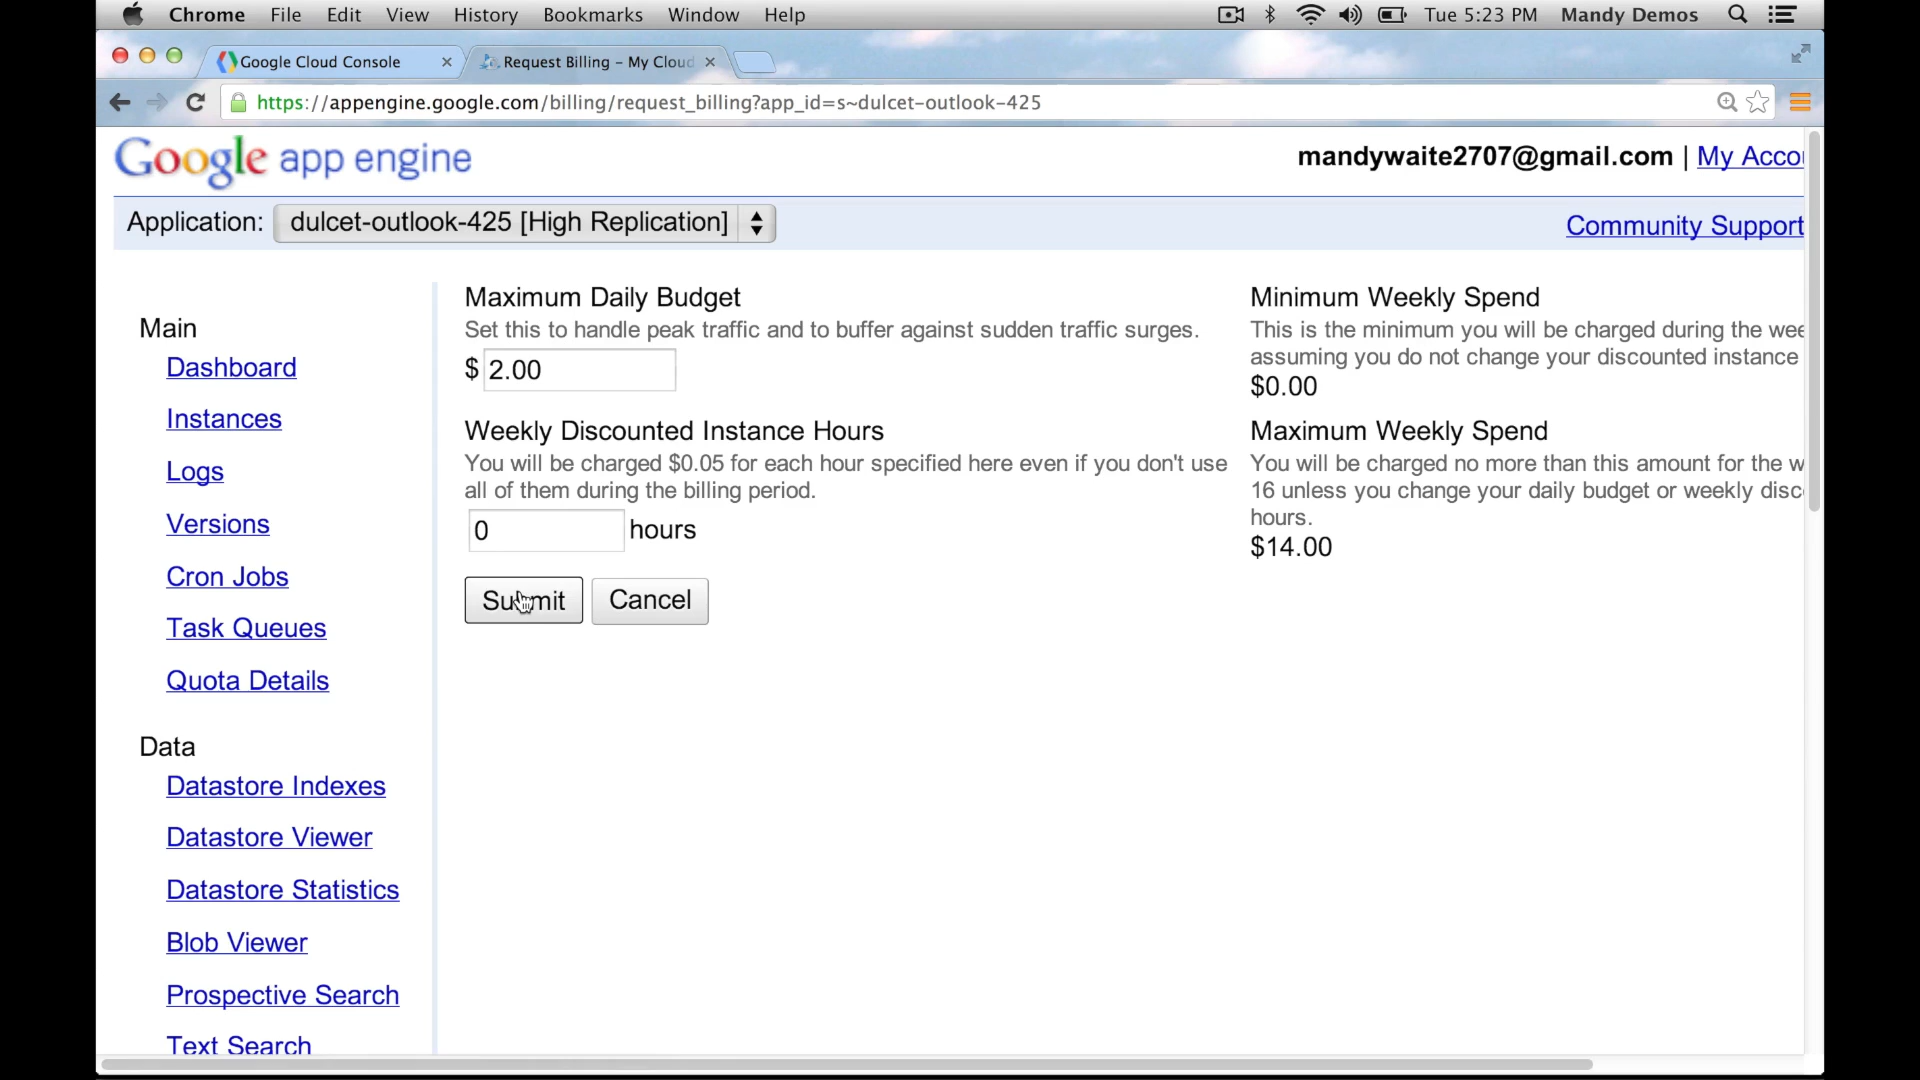 Chrome File Edit View History Bookmarks Window Help Tue 5:23 PM Mandy Demos
Google Cloud Console Request Billing – My Cloud
https://appengine.google.com/billing/request_billing?app_id=s~dulcet-outlook-425
Google app engine
mandywaite2707@gmail.com | My Accou
Application: dulcet-outlook-425 [High Replication] Community Support
Main
Dashboard
Instances
Logs
Versions
Cron Jobs
Task Queues
Quota Details
Data
Datastore Indexes
Datastore Viewer
Datastore Statistics
Blob Viewer
Prospective Search
Text Search
Maximum Daily Budget
Set this to handle peak traffic and to buffer against sudden traffic surges.
$ 2.00
Weekly Discounted Instance Hours
You will be charged $0.05 for each hour specified here even if you don't use
all of them during the billing period.
0 hours
Submit Cancel
Minimum Weekly Spend
This is the minimum you will be charged during the wee
assuming you do not change your discounted instance
$0.00
Maximum Weekly Spend
You will be charged no more than this amount for the w
16 unless you change your daily budget or weekly disc
hours.
$14.00